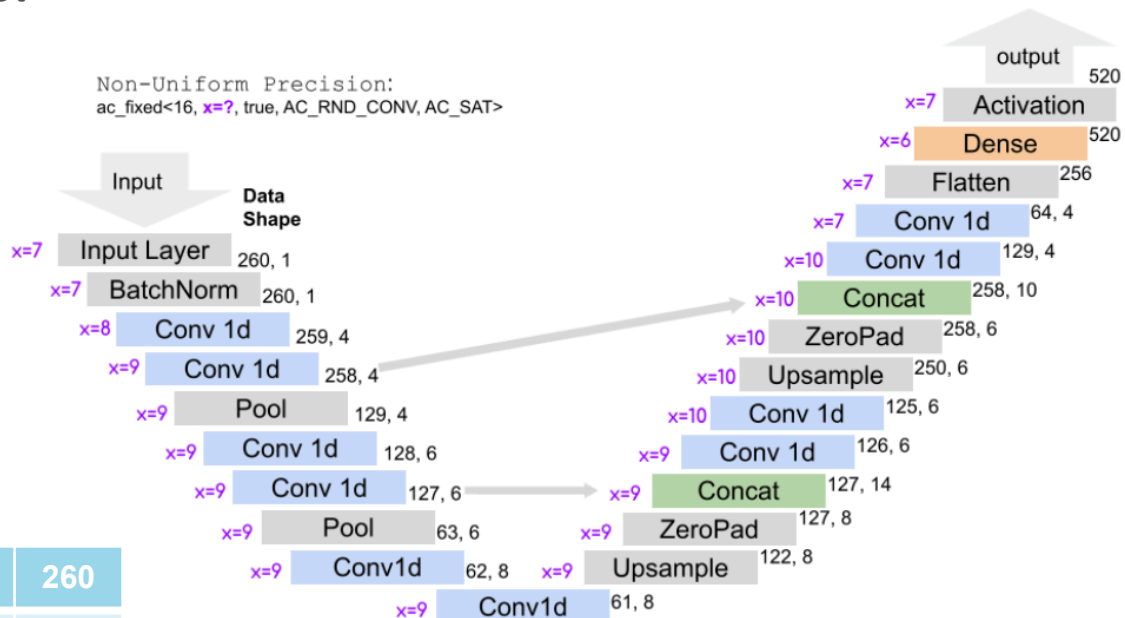 Non-Uniform Precision:
ac_fixed<16, x=?, true, AC_RND_CONV, AC_SAT>
Input
Data
Shape
x=7 Input Layer 260, 1
x=7 BatchNorm 260, 1
x=8 Conv 1d 259, 4
x=9 Conv 1d 258, 4
x=9 Pool 129, 4
x=9 Conv 1d 128, 6
x=9 Conv 1d 127, 6
x=9 Pool 63, 6
x=9 Conv1d 62, 8
x=9 Conv1d 61, 8
x=9 Upsample 122, 8
x=9 ZeroPad 127, 8
x=9 Concat 127, 14
x=9 Conv 1d 126, 6
x=10 Conv 1d 125, 6
x=10 Upsample 250, 6
x=10 ZeroPad 258, 6
x=10 Concat 258, 10
x=10 Conv 1d 129, 4
x=7 Conv 1d 64, 4
x=7 Flatten 256
x=6 Dense 520
x=7 Activation 520
output
260